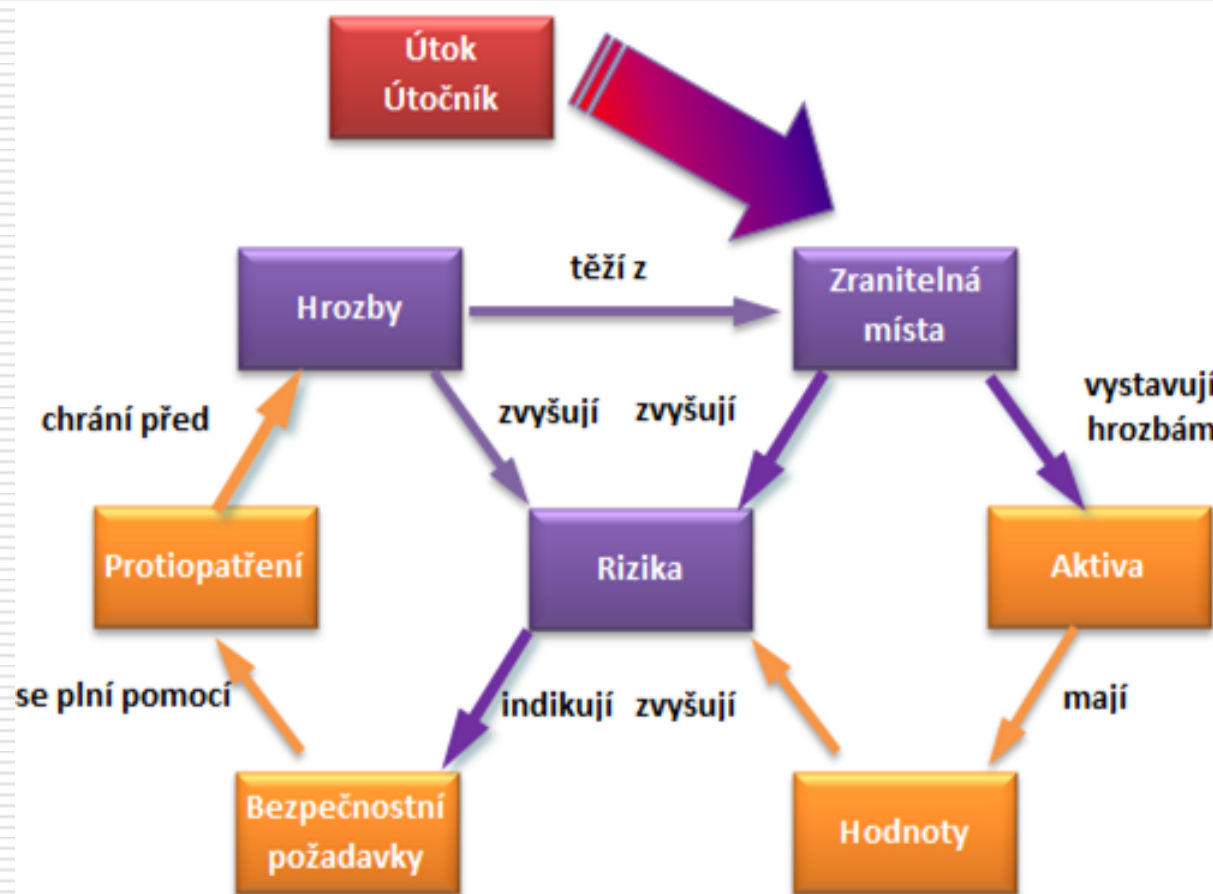 Útok
Útočník
těží z
Hrozby
Zranitelná
místa
chrání před
zvyšují
zvyšují
vystavují
hrozbám
Protiopatření
Rizika
Aktiva
se plní pomocí
indikují
zvyšují
mají
Bezpečnostní
požadavky
Hodnoty